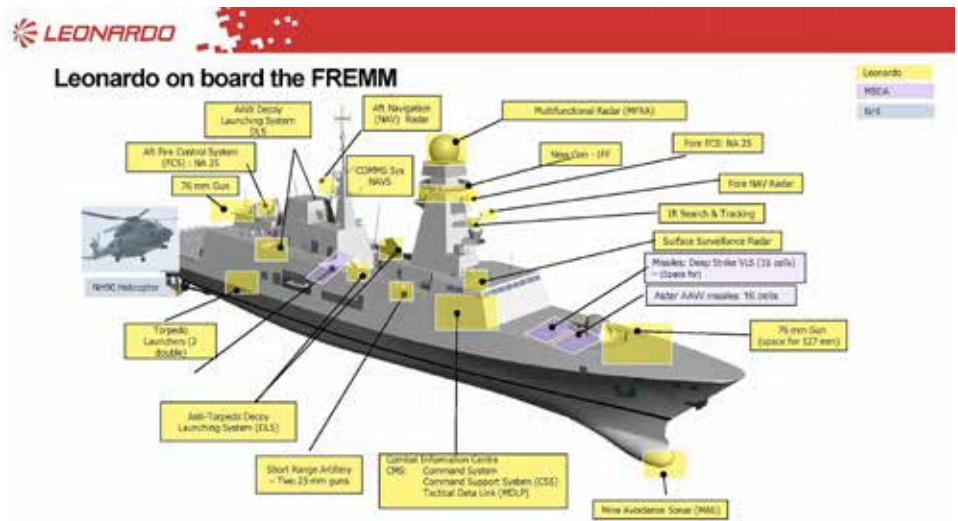 LEONARDO
Leonardo on board the FREMM
Leonardo
MBDA
NHI
AAW Decoy
Launching System
DLS
Aft Navigation
(NAV) Radar
Multifunctional Radar (MFRA)
Aft Fire Control System
(FCS) : NA 25
COMMS Sys
NAVS
New Gen - IFF
Fore FCS: NA 25
76 mm Gun
Fore NAV Radar
IR Search & Tracking
Surface Surveillance Radar
Missiles: Deep Strike VLS (16 cells)
– (Space for)
NH90 Helicopter
Aster AAW missiles: 16 cells
Torpedo
Launchers (2
double)
76 mm Gun
(space for 127 mm)
Anti-Torpedo Decoy
Launching System (DLS)
Short Range Artillery
– Two 25 mm guns
Combat Information Centre
CMS: Command System
Command Support System (CSS)
Tactical Data Link (MDLP)
Mine Avoidance Sonar (MAIL)